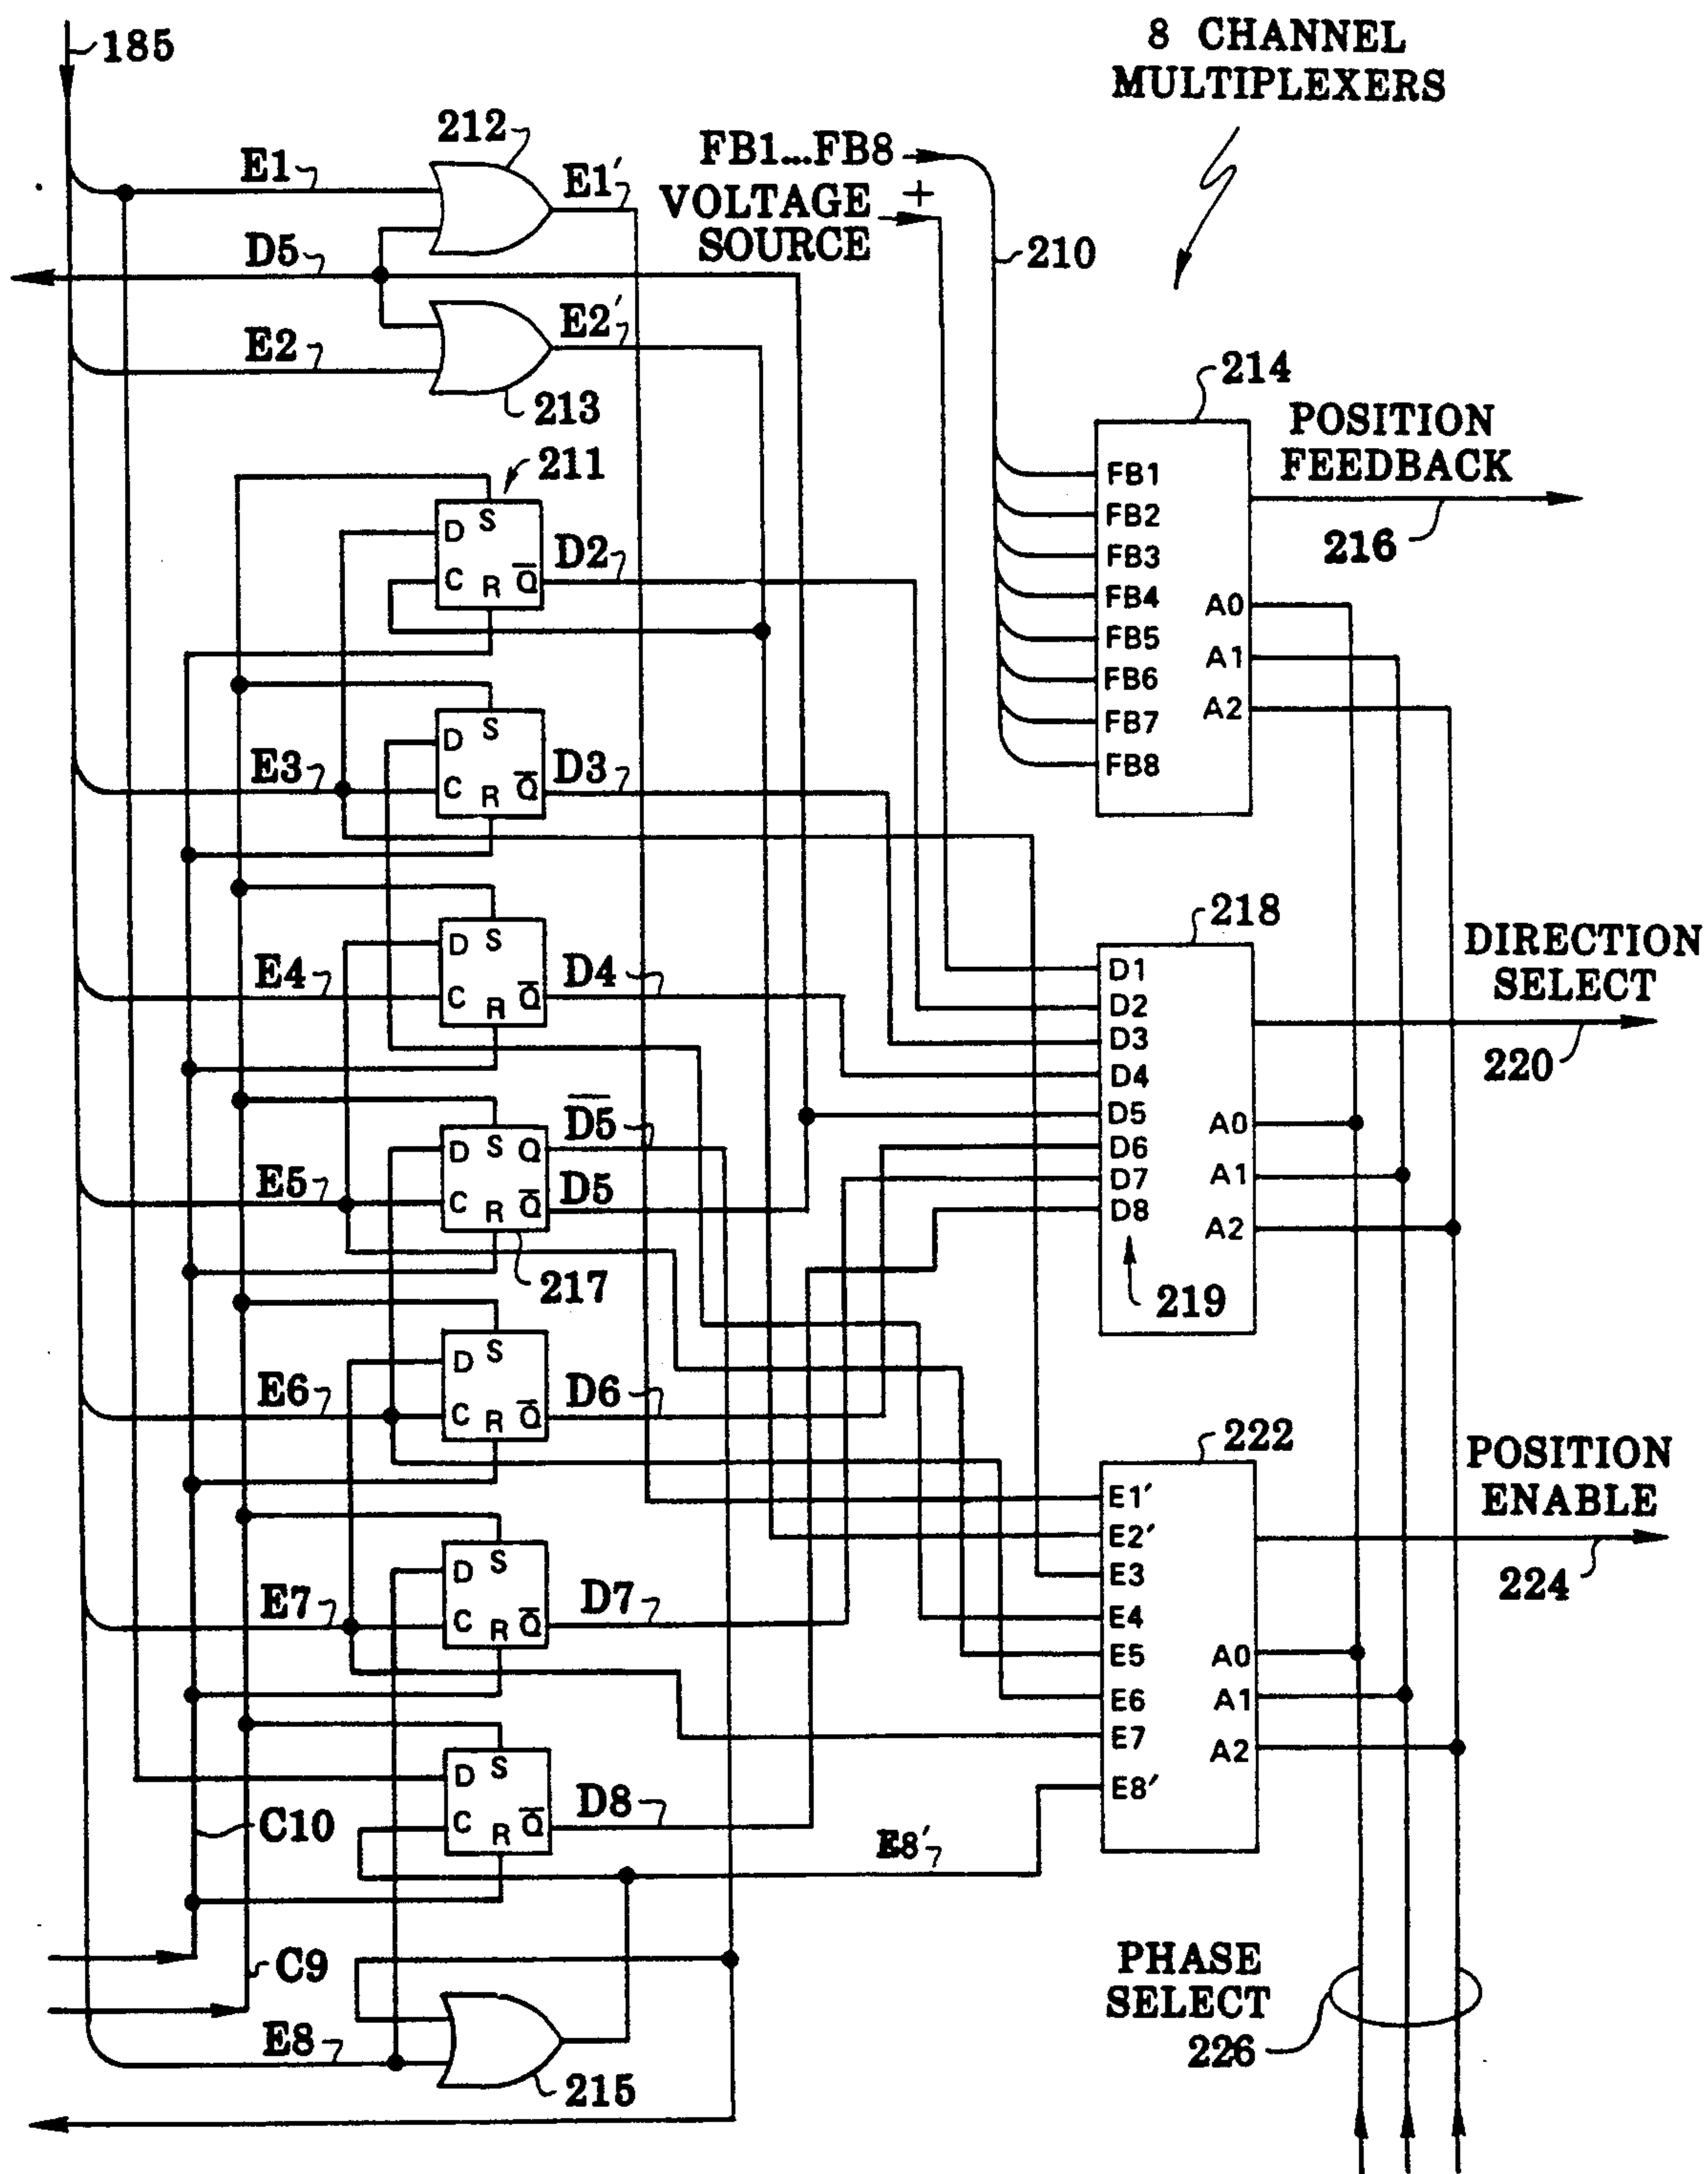 185
8 CHANNEL
MULTIPLEXERS
212
E1
E1′
FB1...FB8
VOLTAGE +
SOURCE
210
D5
E2′
E2
213
214
POSITION
FEEDBACK
216
FB1
FB2
FB3
FB4
FB5
FB6
FB7
FB8
A0
A1
A2
211
D S
C R Q̅
D2
D S
E3
C R Q̅
D3
D S
E4
C R Q̅
D4
218
DIRECTION
SELECT
220
D1
D2
D3
D4
D5
D6
D7
D8
A0
A1
A2
219
D S Q
D̅5̅
E5
C R Q̅
D5
217
D S
E6
C R Q̅
D6
222
POSITION
ENABLE
224
E1′
E2′
E3
E4
E5
E6
E7
E8′
A0
A1
A2
D S
E7
C R Q̅
D7
D S
C R Q̅
D8
C10
E8′
C9
PHASE
SELECT
226
E8
215